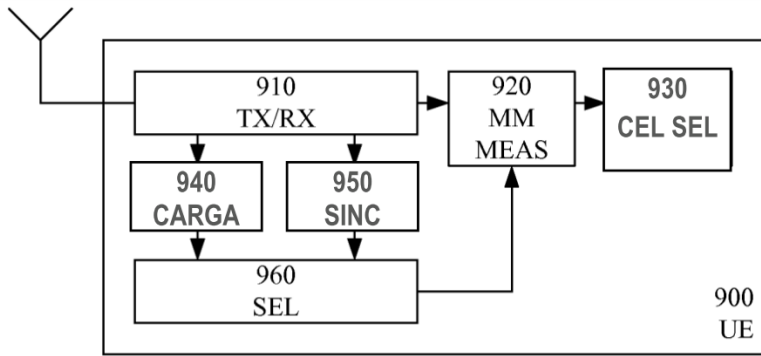 910
TX/RX
920
MM
MEAS
930
CEL SEL
940
CARGA
950
SINC
960
SEL
900
UE